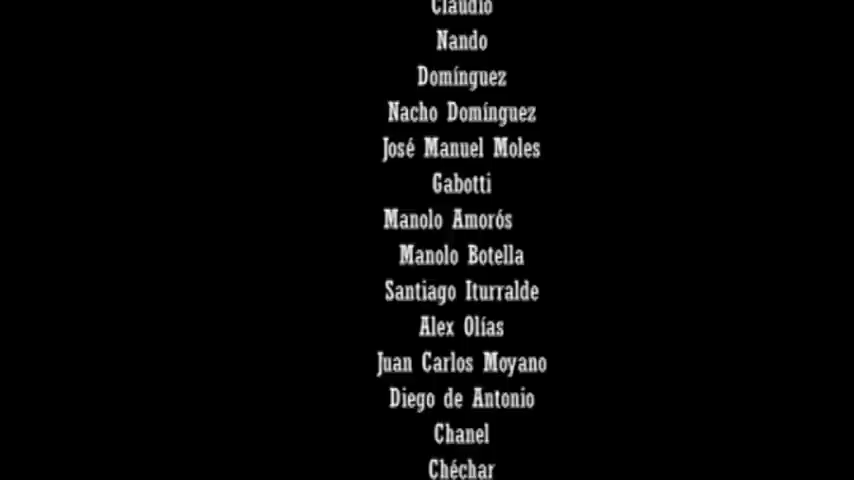 Claudio
Nando
Domínguez
Nacho Domínguez
José Manuel Moles
Gabotti
Manolo Amorós
Manolo Botella
Santiago Iturralde
Alex Olías
Juan Carlos Moyano
Diego de Antonio
Chanel
Chéchar